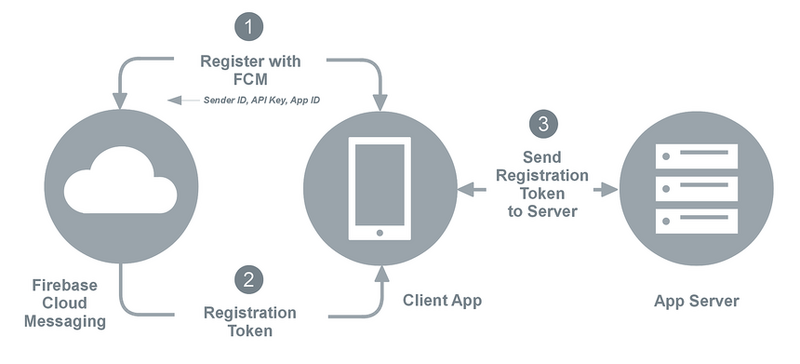 1
Register with
FCM
Sender ID, API Key, App ID
3
Send
Registration
Token
to Server
2
Registration
Token
Firebase
Cloud
Messaging
Client App
App Server